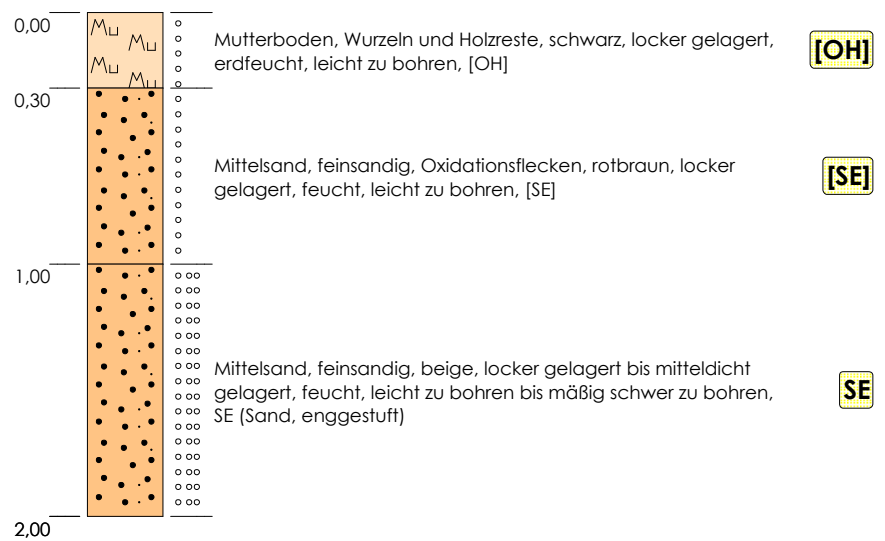 0,00
Mu
Mu
Mu
Mu
Mutterboden, Wurzeln und Holzreste, schwarz, locker gelagert,
erdfeucht, leicht zu bohren, [OH]
[OH]
0,30
Mittelsand, feinsandig, Oxidationsflecken, rotbraun, locker
gelagert, feucht, leicht zu bohren, [SE]
[SE]
1,00
Mittelsand, feinsandig, beige, locker gelagert bis mitteldicht
gelagert, feucht, leicht zu bohren bis mäßig schwer zu bohren,
SE (Sand, enggestuft)
SE
2,00